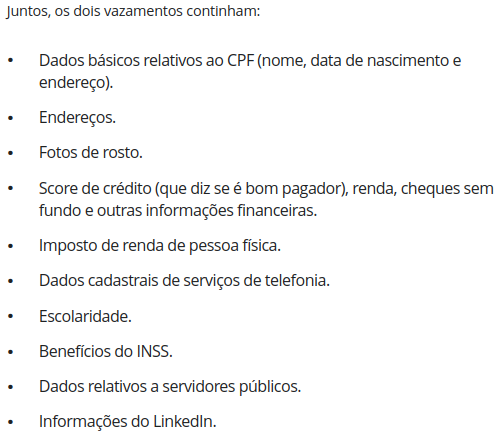 Juntos, os dois vazamentos continham:
• Dados básicos relativos ao CPF (nome, data de nascimento e
endereço).
• Endereços.
• Fotos de rosto.
• Score de crédito (que diz se é bom pagador), renda, cheques sem
fundo e outras informações financeiras.
• Imposto de renda de pessoa física.
• Dados cadastrais de serviços de telefonia.
• Escolaridade.
• Benefícios do INSS.
• Dados relativos a servidores públicos.
• Informações do LinkedIn.